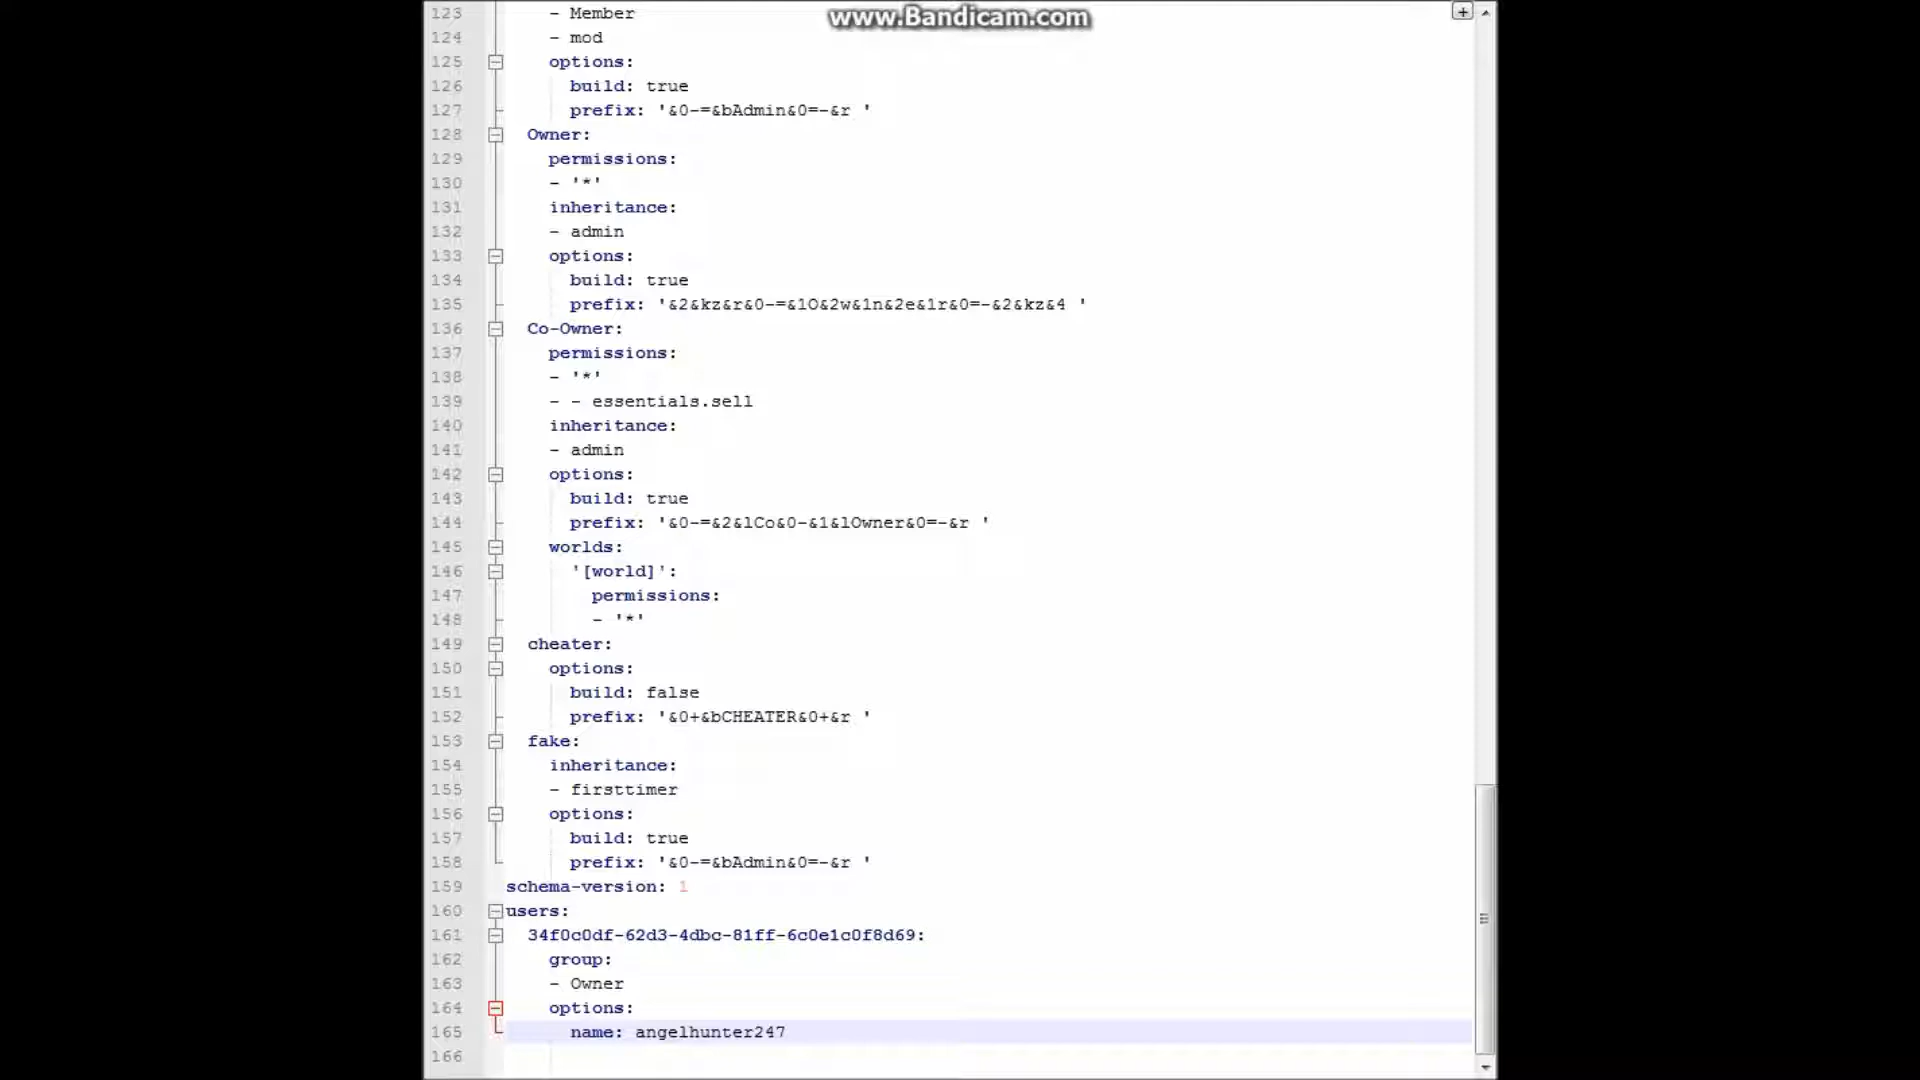 www.Bandicam.com
123 - Member
124 - mod
125 options:
126 build: true
127 prefix: '&0-=&bAdmin&0=-&r '
128 Owner:
129 permissions:
130 - '*'
131 inheritance:
132 - admin
133 options:
134 build: true
135 prefix: '&2&kz&r&0-=&1O&2w&1n&2e&1r&0=-&2&kz&4 '
136 Co-Owner:
137 permissions:
138 - '*'
139 - - essentials.sell
140 inheritance:
141 - admin
142 options:
143 build: true
144 prefix: '&0-=&2&lCo&0-&1&lOwner&0=-&r '
145 worlds:
146 '[world]':
147 permissions:
148 - '*'
149 cheater:
150 options:
151 build: false
152 prefix: '&0+&bCHEATER&0+&r '
153 fake:
154 inheritance:
155 - firsttimer
156 options:
157 build: true
158 prefix: '&0-=&bAdmin&0=-&r '
159 schema-version: 1
160 users:
161 34f0c0df-62d3-4dbc-81ff-6c0e1c0f8d69:
162 group:
163 - Owner
164 options:
165 name: angelhunter247
166